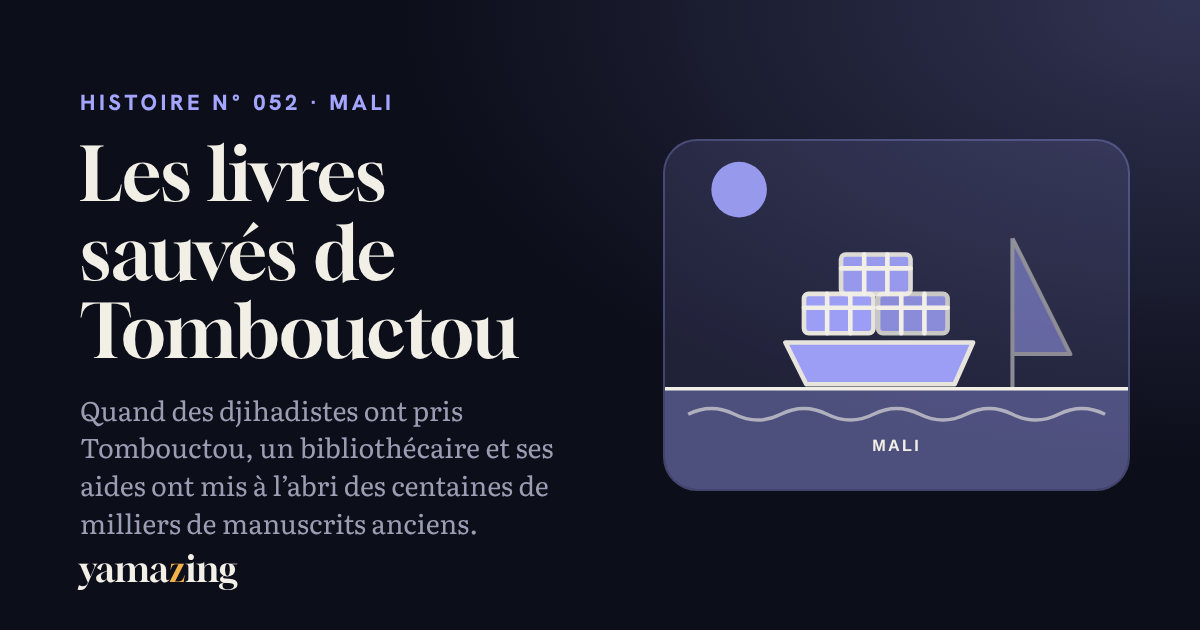 HISTOIRE N° 052 · MALI
Les livres
sauvés de
Tombouctou
Quand des djihadistes ont pris
Tombouctou, un bibliothécaire et ses
aides ont mis à l’abri des centaines de
milliers de manuscrits anciens.
yamazing
MALI